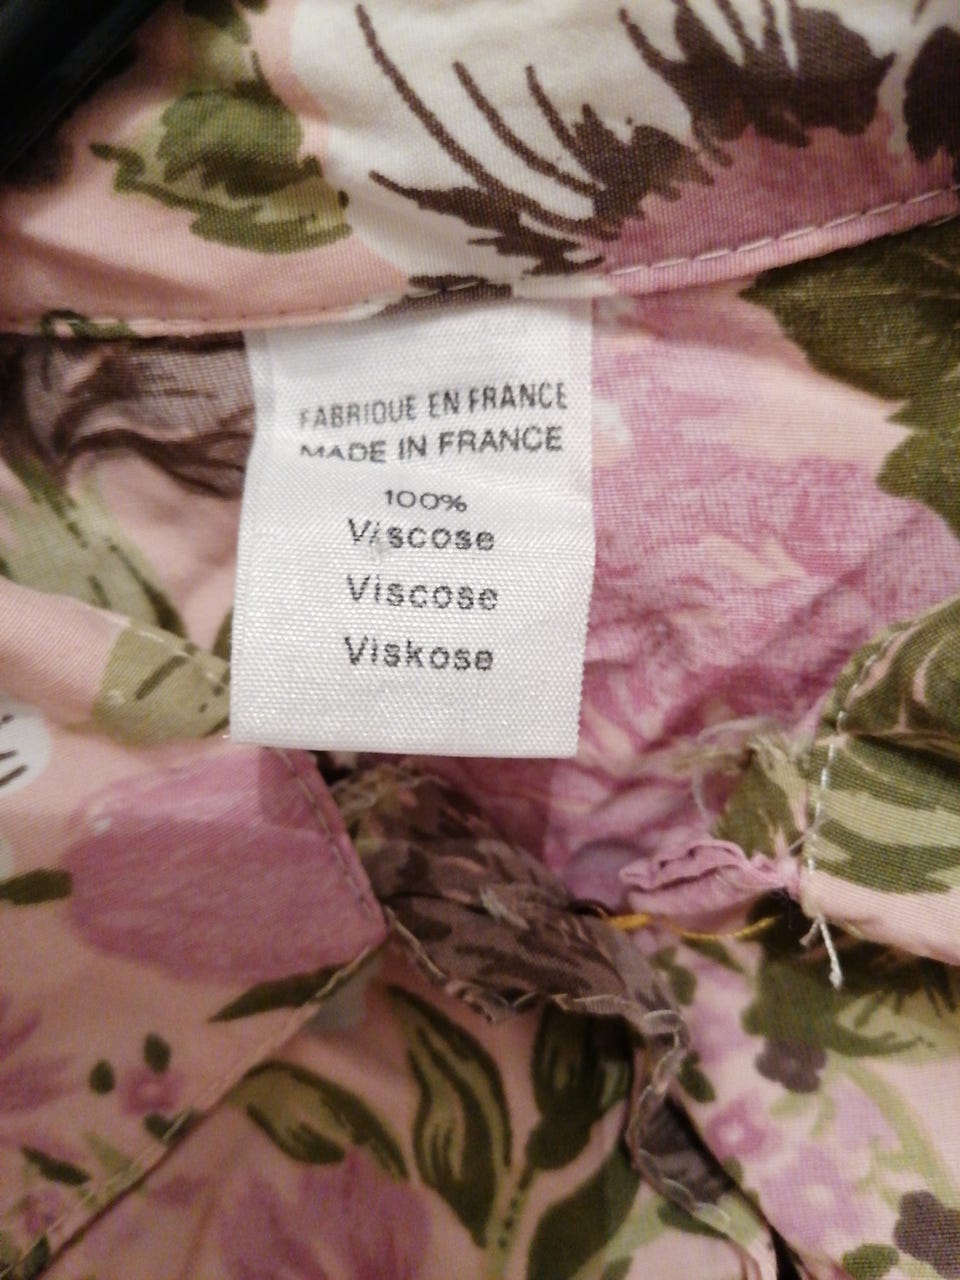 FABRIQUE EN FRANCE
MADE IN FRANCE
100%
Viscose
Viscose
Viskose